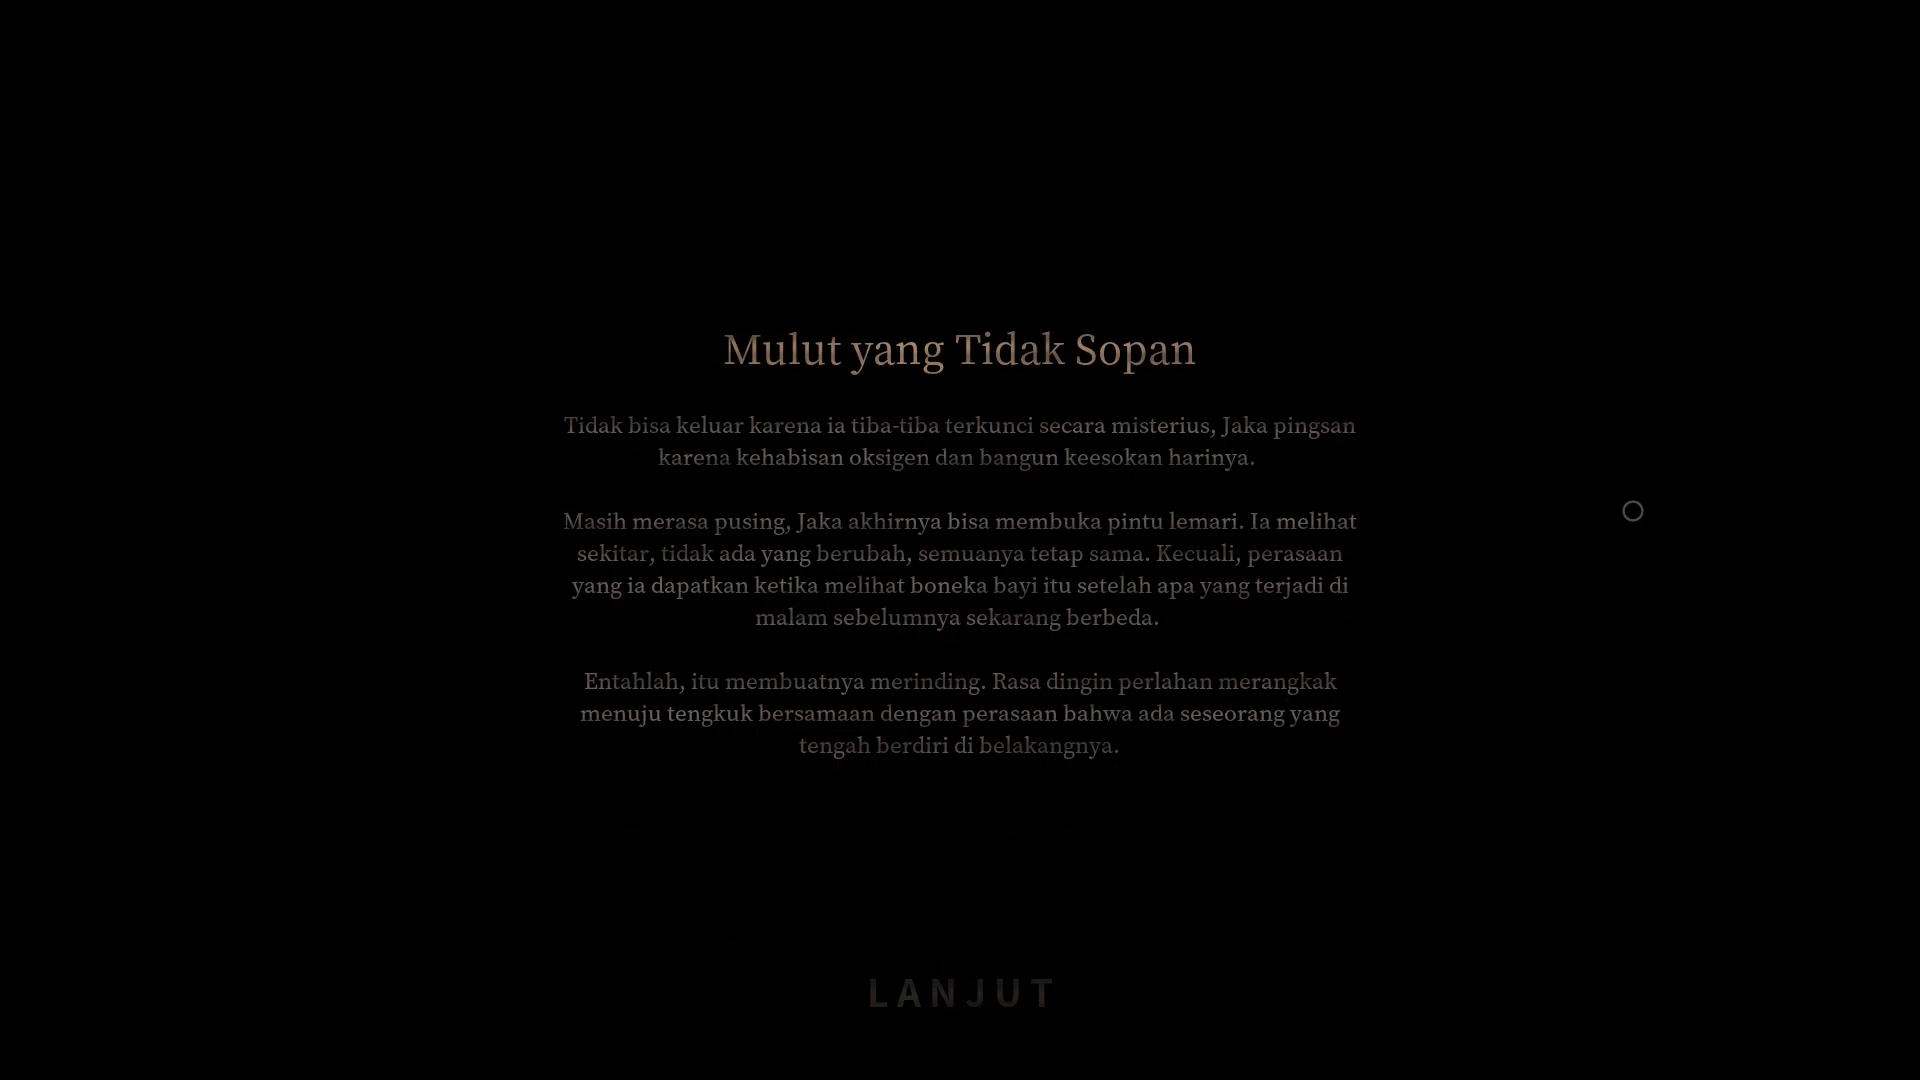 Mulut yang Tidak Sopan
Tidak bisa keluar karena ia tiba-tiba terkunci secara misterius, Jaka pingsan
karena kehabisan oksigen dan bangun keesokan harinya.
Masih merasa pusing, Jaka akhirnya bisa membuka pintu lemari. Ia melihat
sekitar, tidak ada yang berubah, semuanya tetap sama. Kecuali, perasaan
yang ia dapatkan ketika melihat boneka bayi itu setelah apa yang terjadi di
malam sebelumnya sekarang berbeda.
Entahlah, itu membuatnya merinding. Rasa dingin perlahan merangkak
menuju tengkuk bersamaan dengan perasaan bahwa ada seseorang yang
tengah berdiri di belakangnya.
LANJUT